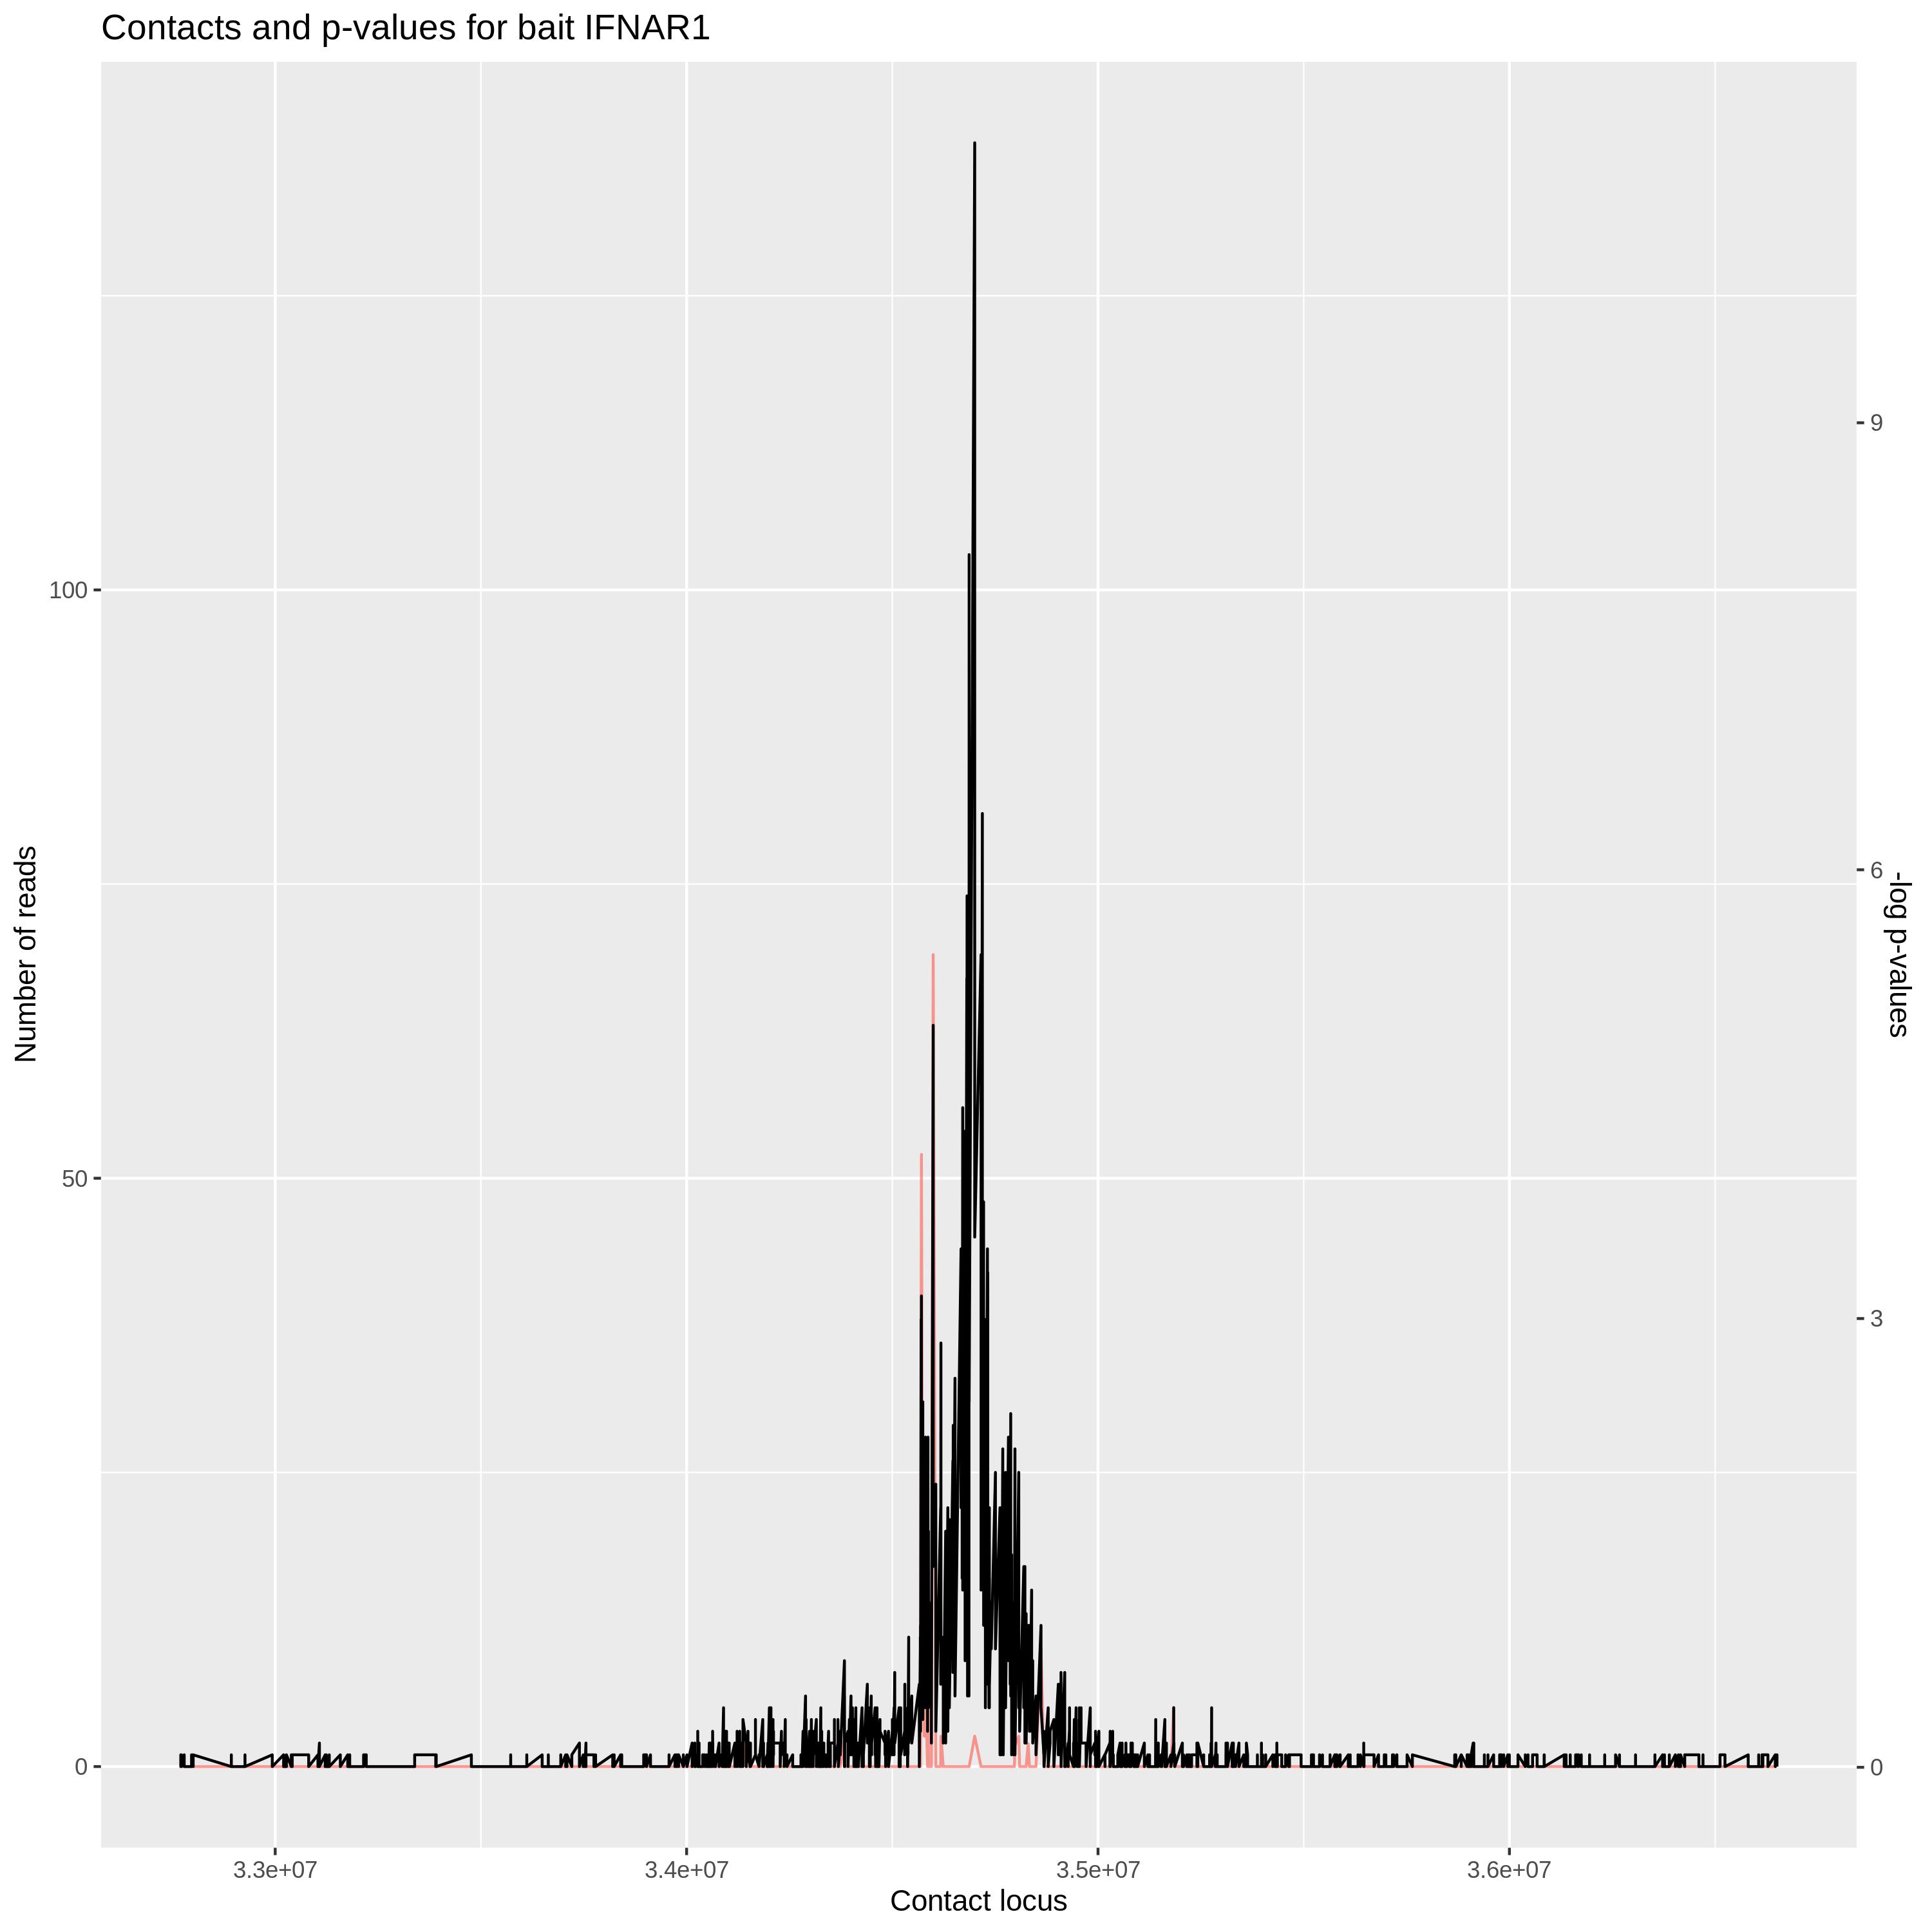 Contacts and p-values for bait IFNAR1
100
50
0
Number of reads
9
6
3
0
-log p-values
3.3e+07
3.4e+07
3.5e+07
3.6e+07
Contact locus